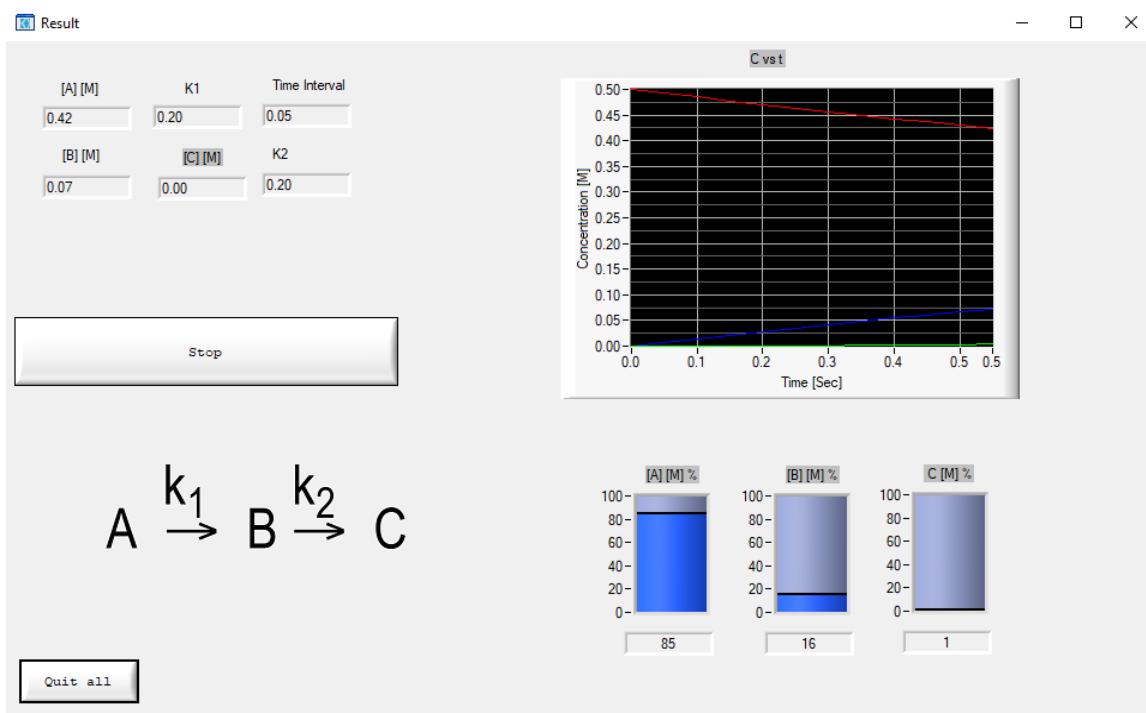 Result
[A] [M] K1 Time Interval
0.42 0.20 0.05
[B] [M] [C] [M] K2
0.07 0.00 0.20
Stop
A k1 → B k2 → C
Quit all
C vs t
Concentration [M]
0.50
0.45
0.40
0.35
0.30
0.25
0.20
0.15
0.10
0.05
0.00
0.0 0.1 0.2 0.3 0.4 0.5 0.5
Time [Sec]
[A] [M] % [B] [M] % C [M] %
100 100 100
80 80 80
60 60 60
40 40 40
20 20 20
0 0 0
85 16 1